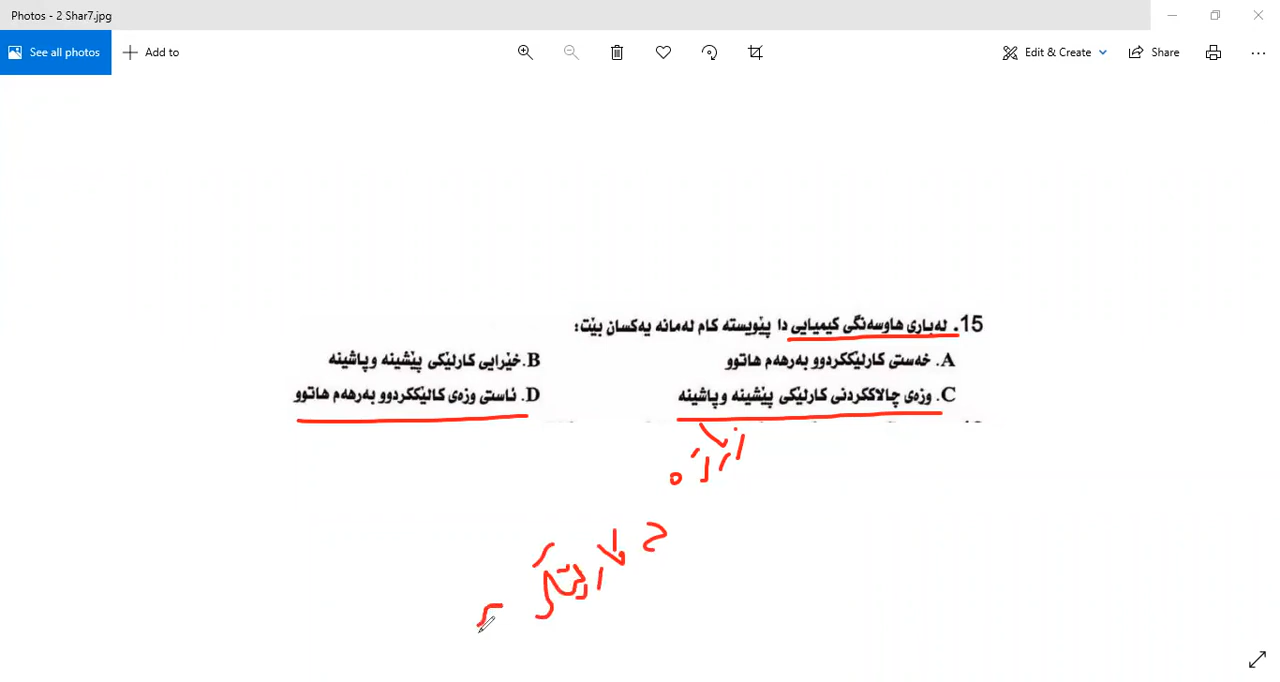 Photos - 2 Shar7.jpg
See all photos
Add to
Edit & Create
Share
15. لەباری هاوسەنگی کیمیایی دا پێویستە کام لەمانە یەکسان بێت:
A. خەستی کارلێککردوو بەرهەم هاتوو
B. خێرایی کارلێکی پێشینە و پاشینە
C. وزەی چالاککردنی کارلێکی پێشینە و پاشینە
D. ئاستی وزەی کالێککردوو بەرهەم هاتوو